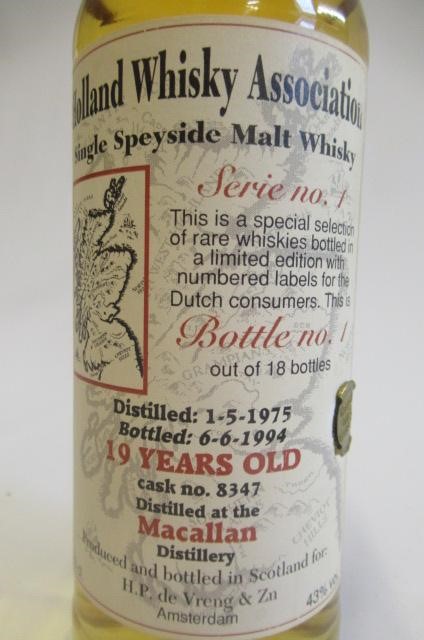 Holland Whisky Association
Single Speyside Malt Whisky
Serie no. 1
This is a special selection
of rare whiskies bottled in
a limited edition with
numbered labels for the
Dutch consumers. This is
Bottle no. 1
out of 18 bottles
Distilled: 1-5-1975
Bottled: 6-6-1994
19 YEARS OLD
cask no. 8347
Distilled at the
Macallan
Distillery
Produced and bottled in Scotland for:
H.P. de Vreng & Zn
Amsterdam
43% vol
GRAMPIAN
CHEVIOT
HILLS